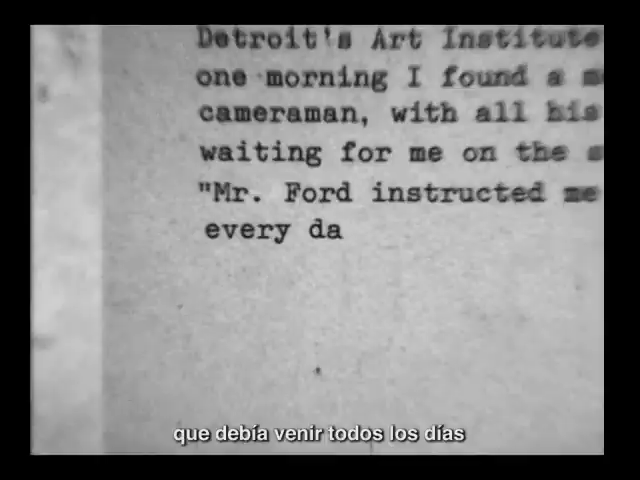 Detroit's Art Institute
one morning I found a
cameraman, with all his
waiting for me on the
"Mr. Ford instructed me
every da
que debía venir todos los días